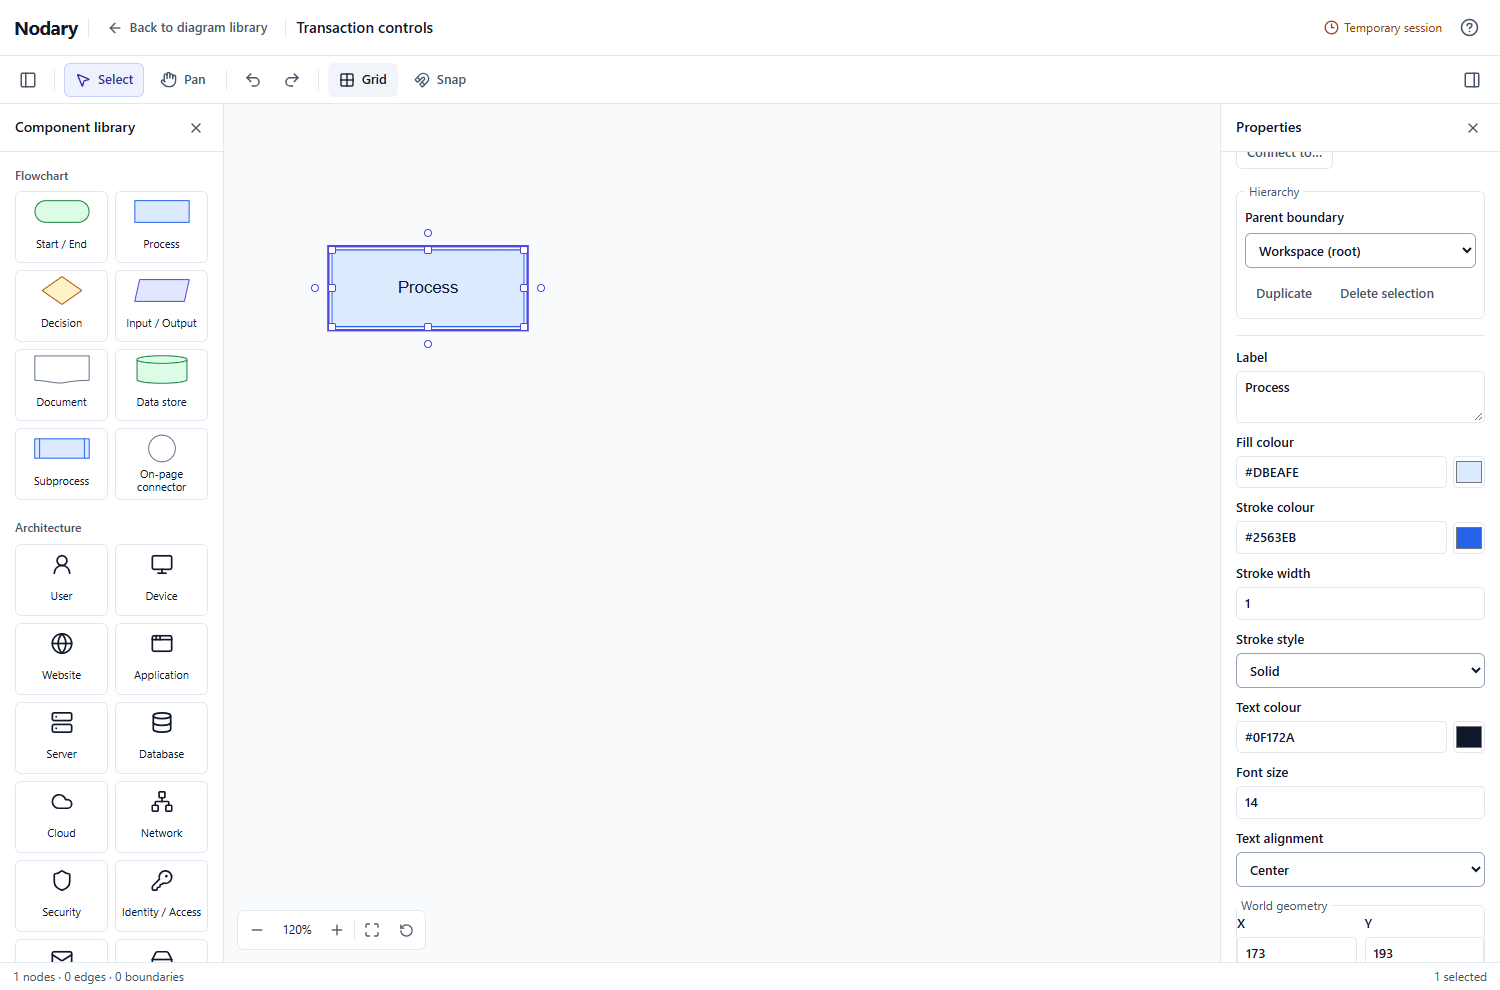 Nodary
Back to diagram library
Transaction controls
Temporary session
Select
Pan
Grid
Snap
Component library
Flowchart
Start / End
Process
Decision
Input / Output
Document
Data store
Subprocess
On-page
connector
Architecture
User
Device
Website
Application
Server
Database
Cloud
Network
Security
Identity / Access
Process
120%
Properties
Connect to...
Hierarchy
Parent boundary
Workspace (root)
Duplicate
Delete selection
Label
Process
Fill colour
#DBEAFE
Stroke colour
#2563EB
Stroke width
1
Stroke style
Solid
Text colour
#0F172A
Font size
14
Text alignment
Center
World geometry
X
Y
173
193
1 nodes · 0 edges · 0 boundaries
1 selected